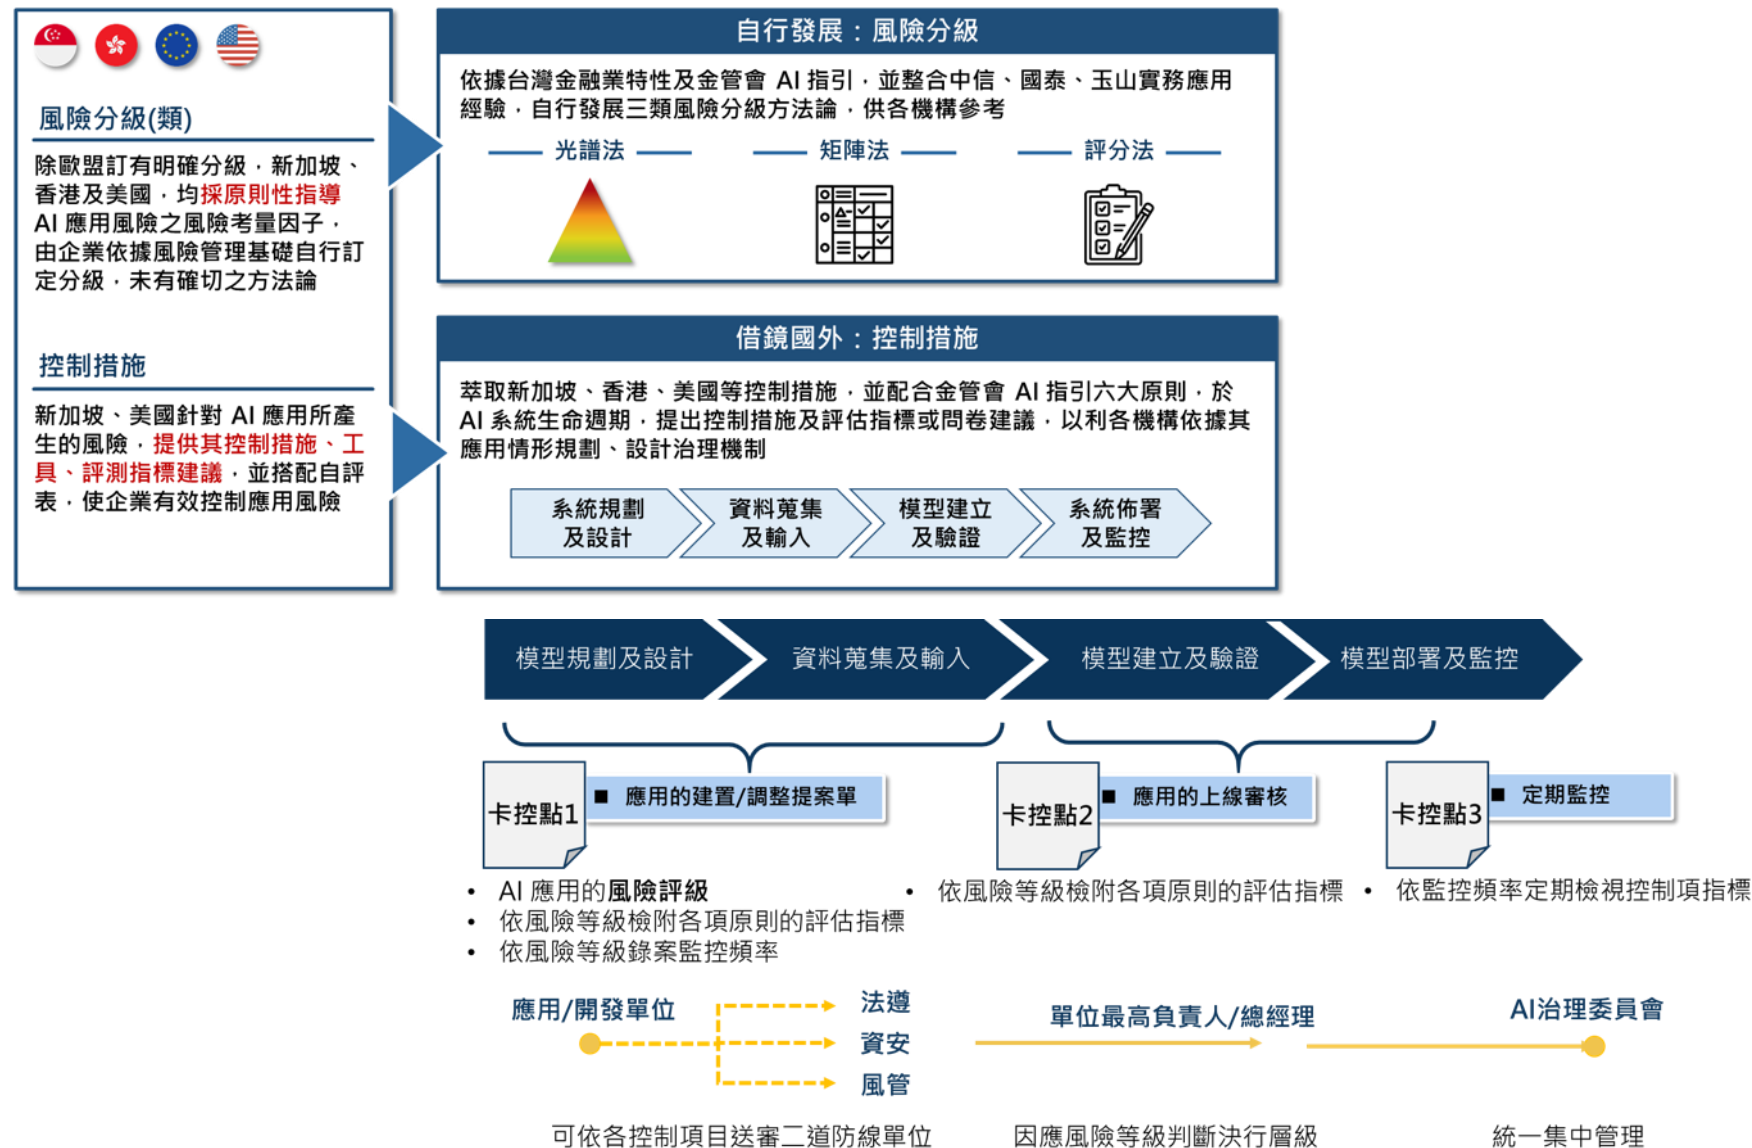 風險分級(類)
除歐盟訂有明確分級，新加坡、
香港及美國，均採原則性指導
AI 應用風險之風險考量因子，
由企業依據風險管理基礎自行訂
定分級，未有確切之方法論
控制措施
新加坡、美國針對 AI 應用所產
生的風險，提供其控制措施、工
具、評測指標建議，並搭配自評
表，使企業有效控制應用風險
自行發展：風險分級
依據台灣金融業特性及金管會 AI 指引，並整合中信、國泰、玉山實務應用
經驗，自行發展三類風險分級方法論，供各機構參考
光譜法
矩陣法
評分法
借鏡國外：控制措施
萃取新加坡、香港、美國等控制措施，並配合金管會 AI 指引六大原則，於
AI 系統生命週期，提出控制措施及評估指標或問卷建議，以利各機構依據其
應用情形規劃、設計治理機制
系統規劃
及設計
資料蒐集
及輸入
模型建立
及驗證
系統佈署
及監控
模型規劃及設計
資料蒐集及輸入
模型建立及驗證
模型部署及監控
卡控點1
■ 應用的建置/調整提案單
卡控點2
■ 應用的上線審核
卡控點3
■ 定期監控
• AI 應用的風險評級
• 依風險等級檢附各項原則的評估指標
• 依風險等級錄案監控頻率
• 依風險等級檢附各項原則的評估指標
• 依監控頻率定期檢視控制項指標
應用/開發單位
法遵
資安
風管
單位最高負責人/總經理
AI治理委員會
可依各控制項目送審二道防線單位
因應風險等級判斷決行層級
統一集中管理